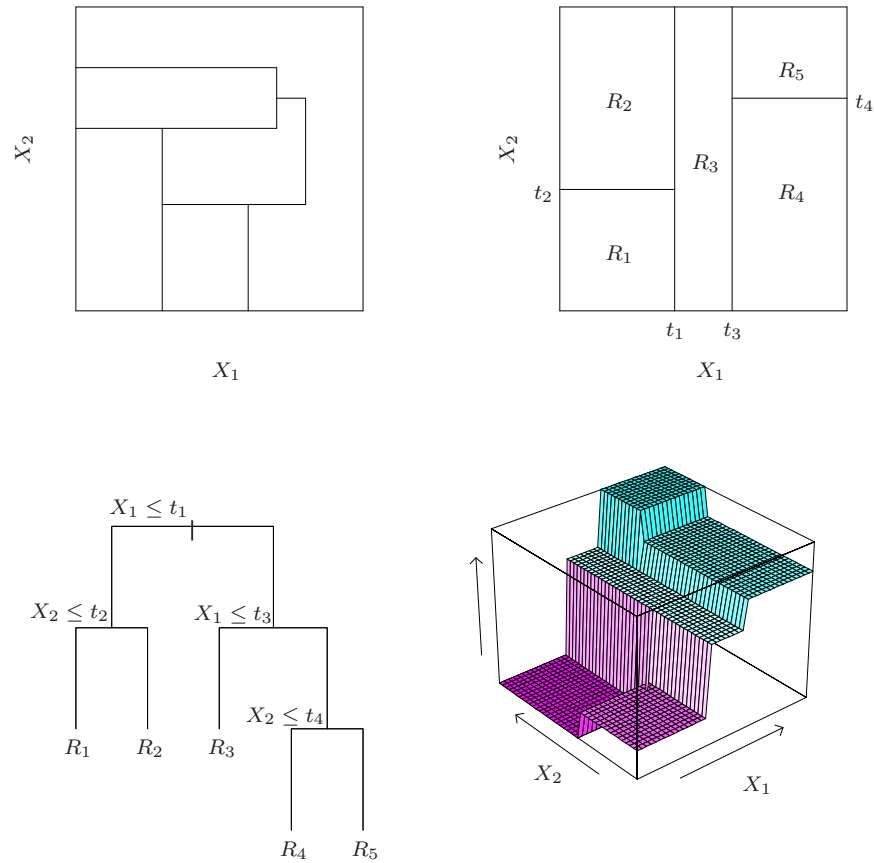 X₂
X₁
X₂
R₂
R₅
t₄
R₃
t₂
R₄
R₁
t₁
t₃
X₁
X₁ ≤ t₁
X₂ ≤ t₂
X₁ ≤ t₃
X₂ ≤ t₄
R₁
R₂
R₃
R₄
R₅
X₂
X₁